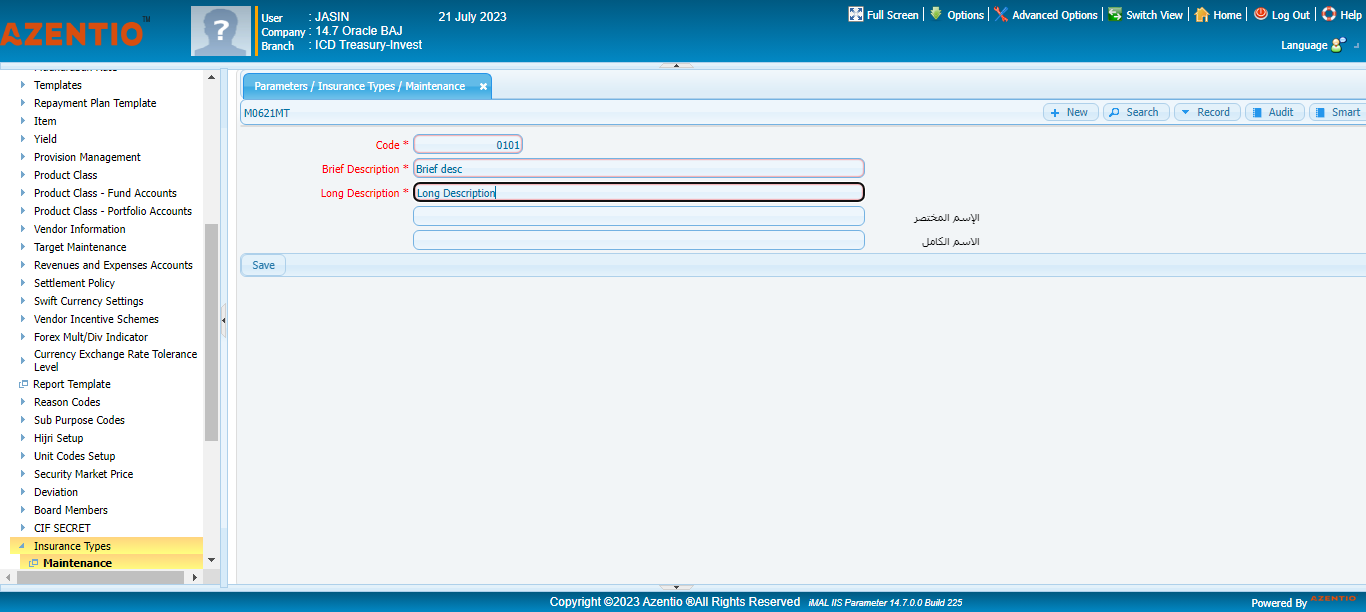 AZENTIO™
?
User : JASIN 21 July 2023
Company : 14.7 Oracle BAJ
Branch : ICD Treasury-Invest
Full Screen Options Advanced Options Switch View Home Log Out Help
Language
Templates
Repayment Plan Template
Item
Yield
Provision Management
Product Class
Product Class - Fund Accounts
Product Class - Portfolio Accounts
Vendor Information
Target Maintenance
Revenues and Expenses Accounts
Settlement Policy
Swift Currency Settings
Vendor Incentive Schemes
Forex Mult/Div Indicator
Currency Exchange Rate Tolerance
Level
Report Template
Reason Codes
Sub Purpose Codes
Hijri Setup
Unit Codes Setup
Security Market Price
Deviation
Board Members
CIF SECRET
Insurance Types
Maintenance
Parameters / Insurance Types / Maintenance
M0621MT
New Search Record Audit Smart
Code * 0101
Brief Description * Brief desc
Long Description * Long Description
الإسم المختصر
الاسم الكامل
Save
Copyright ©2023 Azentio ®All Rights Reserved iMAL IIS Parameter 14.7.0.0 Build 225
Powered By AZENTIO